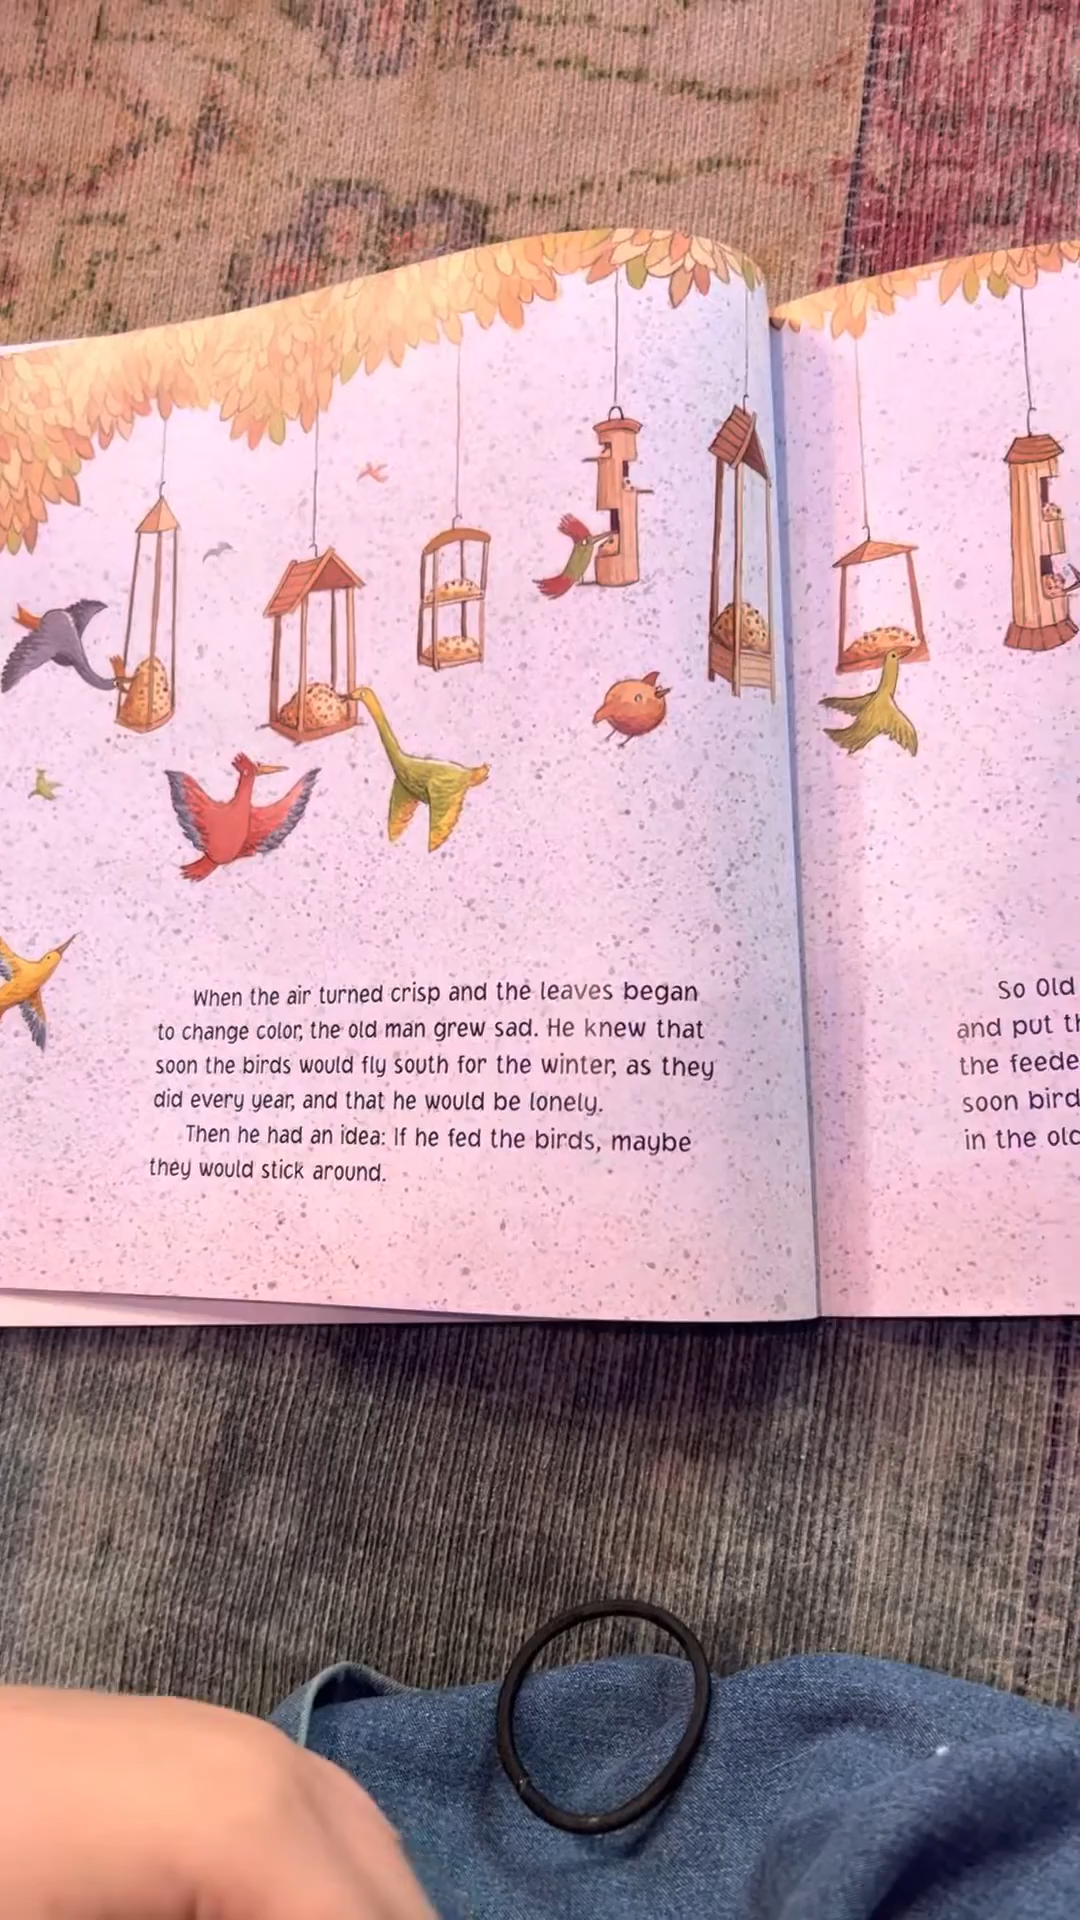 When the air turned crisp and the leaves began
to change color, the old man grew sad. He knew that
soon the birds would fly south for the winter, as they
did every year, and that he would be lonely.
Then he had an idea: If he fed the birds, maybe
they would stick around.
So Old
and put
the
soon
in the